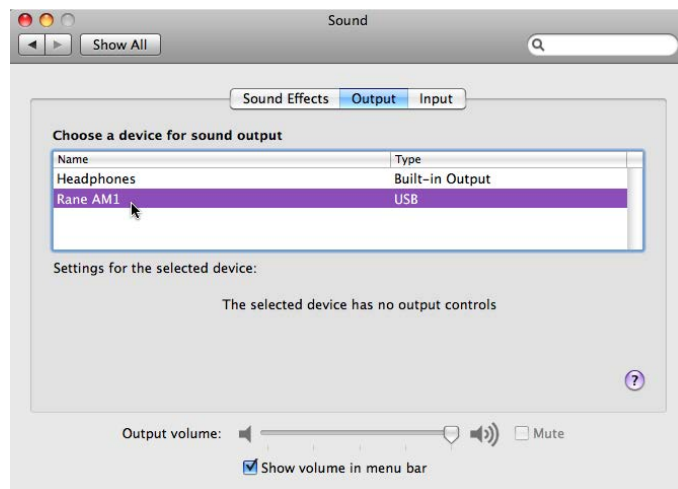 Sound
Show All
Sound Effects Output Input
Choose a device for sound output
Name Type
Headphones Built-in Output
Rane AM1 USB
Settings for the selected device:
The selected device has no output controls
?
Output volume: Mute
Show volume in menu bar